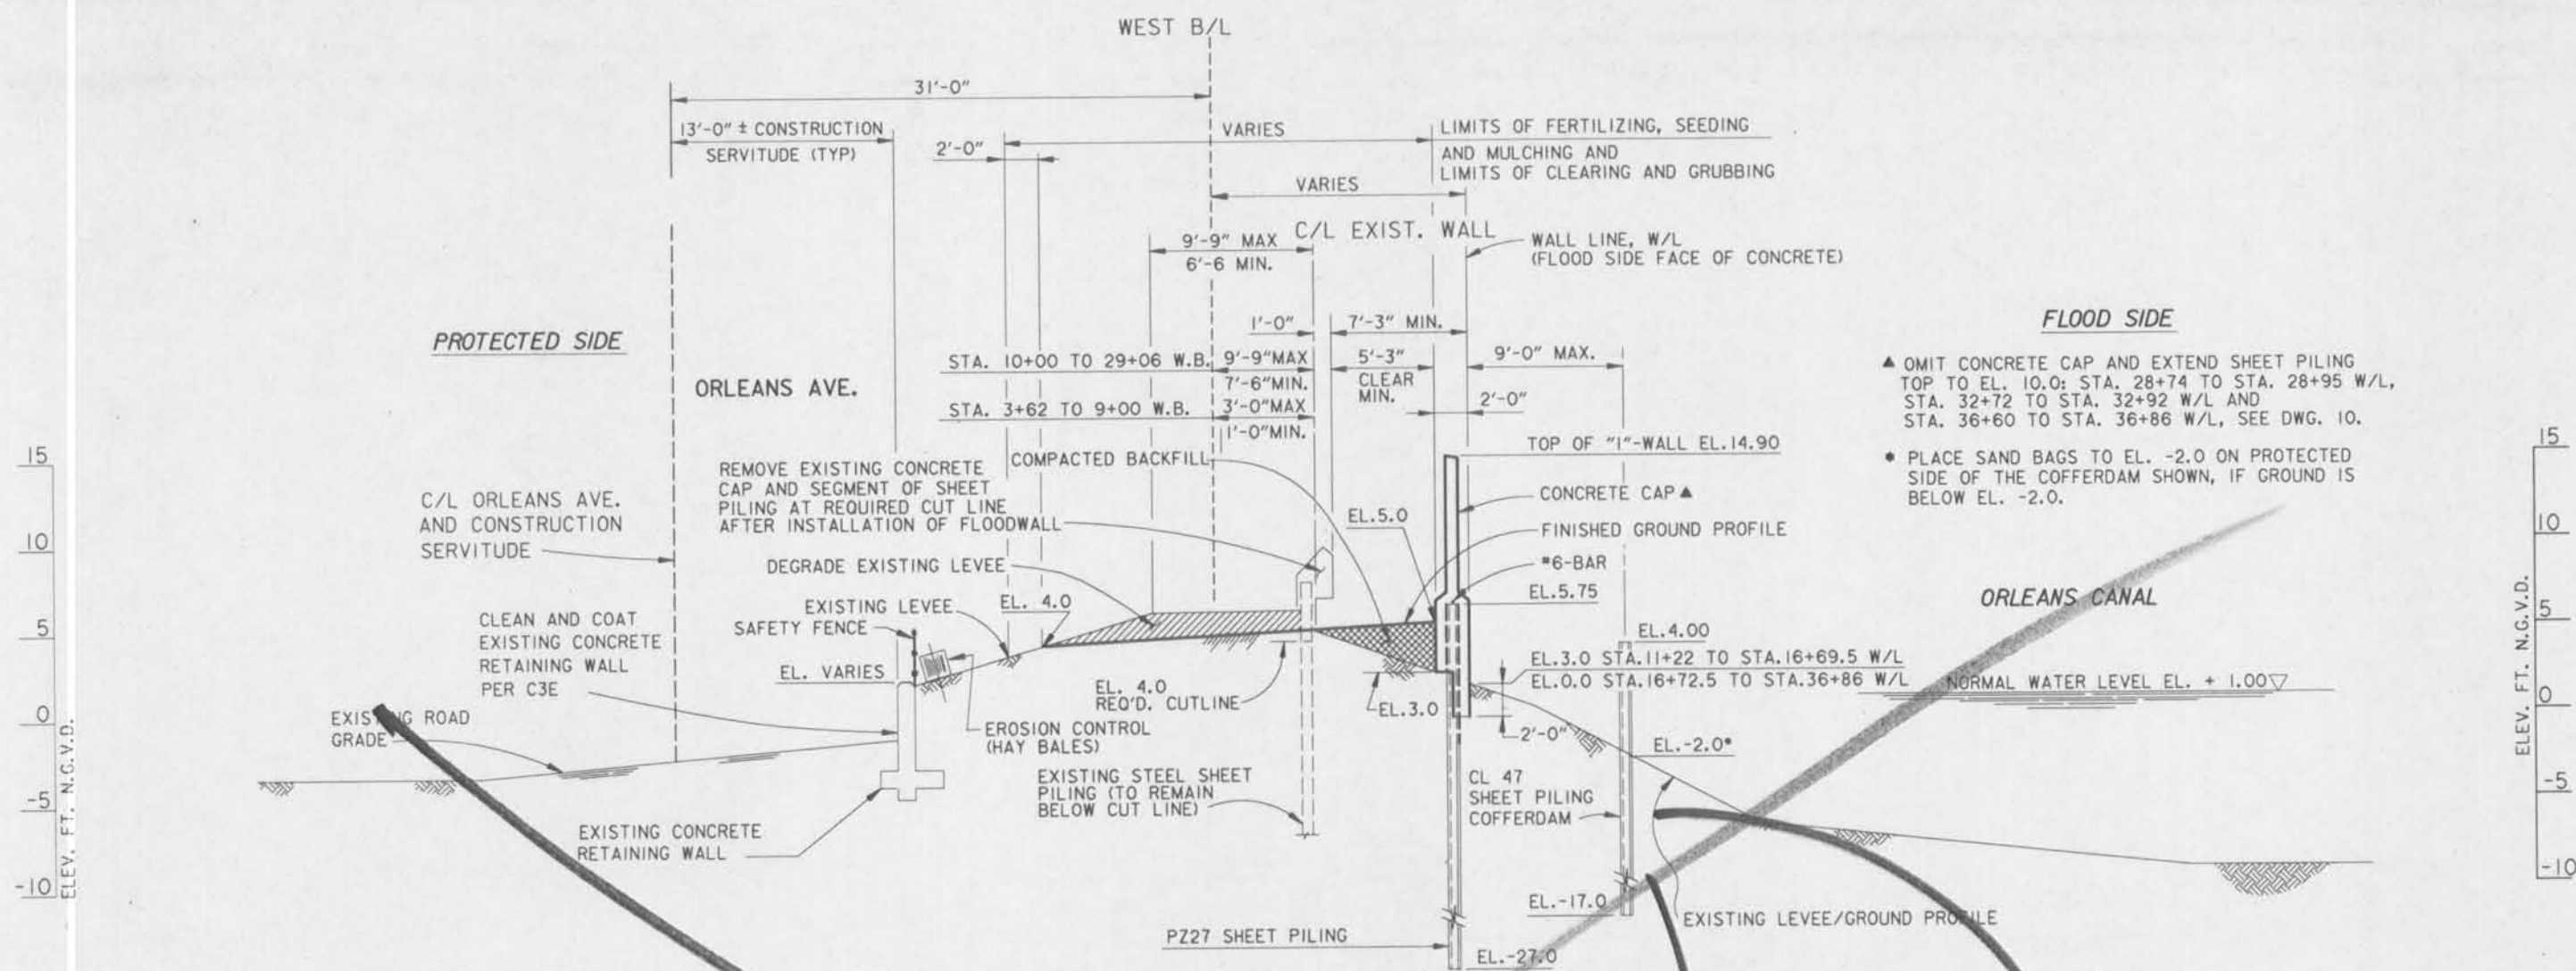 WEST B/L
31'-0"
13'-0" ± CONSTRUCTION
SERVITUDE (TYP)
2'-0"
VARIES
LIMITS OF FERTILIZING, SEEDING
AND MULCHING AND
LIMITS OF CLEARING AND GRUBBING
VARIES
C/L EXIST. WALL
9'-9" MAX
6'-6 MIN.
WALL LINE, W/L
(FLOOD SIDE FACE OF CONCRETE)
PROTECTED SIDE
FLOOD SIDE
1'-0"
7'-3" MIN.
STA. 10+00 TO 29+06 W.B.
9'-9"MAX
7'-6"MIN.
5'-3"
CLEAR
MIN.
9'-0" MAX.
2'-0"
STA. 3+62 TO 9+00 W.B.
3'-0"MAX
1'-0"MIN.
▲ OMIT CONCRETE CAP AND EXTEND SHEET PILING
TOP TO EL. 10.0: STA. 28+74 TO STA. 28+95 W/L,
STA. 32+72 TO STA. 32+92 W/L AND
STA. 36+60 TO STA. 36+86 W/L, SEE DWG. 10.
* PLACE SAND BAGS TO EL. -2.0 ON PROTECTED
SIDE OF THE COFFERDAM SHOWN, IF GROUND IS
BELOW EL. -2.0.
ORLEANS AVE.
TOP OF "I"-WALL EL.14.90
REMOVE EXISTING CONCRETE
CAP AND SEGMENT OF SHEET
PILING AT REQUIRED CUT LINE
AFTER INSTALLATION OF FLOODWALL
COMPACTED BACKFILL
C/L ORLEANS AVE.
AND CONSTRUCTION
SERVITUDE
CONCRETE CAP ▲
EL.5.0
FINISHED GROUND PROFILE
DEGRADE EXISTING LEVEE
#6-BAR
EL.5.75
ORLEANS CANAL
EXISTING LEVEE
EL. 4.0
SAFETY FENCE
CLEAN AND COAT
EXISTING CONCRETE
RETAINING WALL
PER C3E
EL. VARIES
EL.4.00
EL.3.0 STA.11+22 TO STA.16+69.5 W/L
EL.0.0 STA.16+72.5 TO STA.36+86 W/L
NORMAL WATER LEVEL EL. + 1.00
EL. 4.0
REQ'D. CUTLINE
EL.3.0
EXISTING ROAD
GRADE
EROSION CONTROL
(HAY BALES)
2'-0"
EL.-2.0*
EXISTING STEEL SHEET
PILING (TO REMAIN
BELOW CUT LINE)
CL 47
SHEET PILING
COFFERDAM
EXISTING CONCRETE
RETAINING WALL
EL.-17.0
EXISTING LEVEE/GROUND PROFILE
PZ27 SHEET PILING
EL.-27.0
15
10
5
0
-5
-10
ELEV. FT. N.G.V.D.
15
10
5
0
-5
-10
ELEV. FT. N.G.V.D.